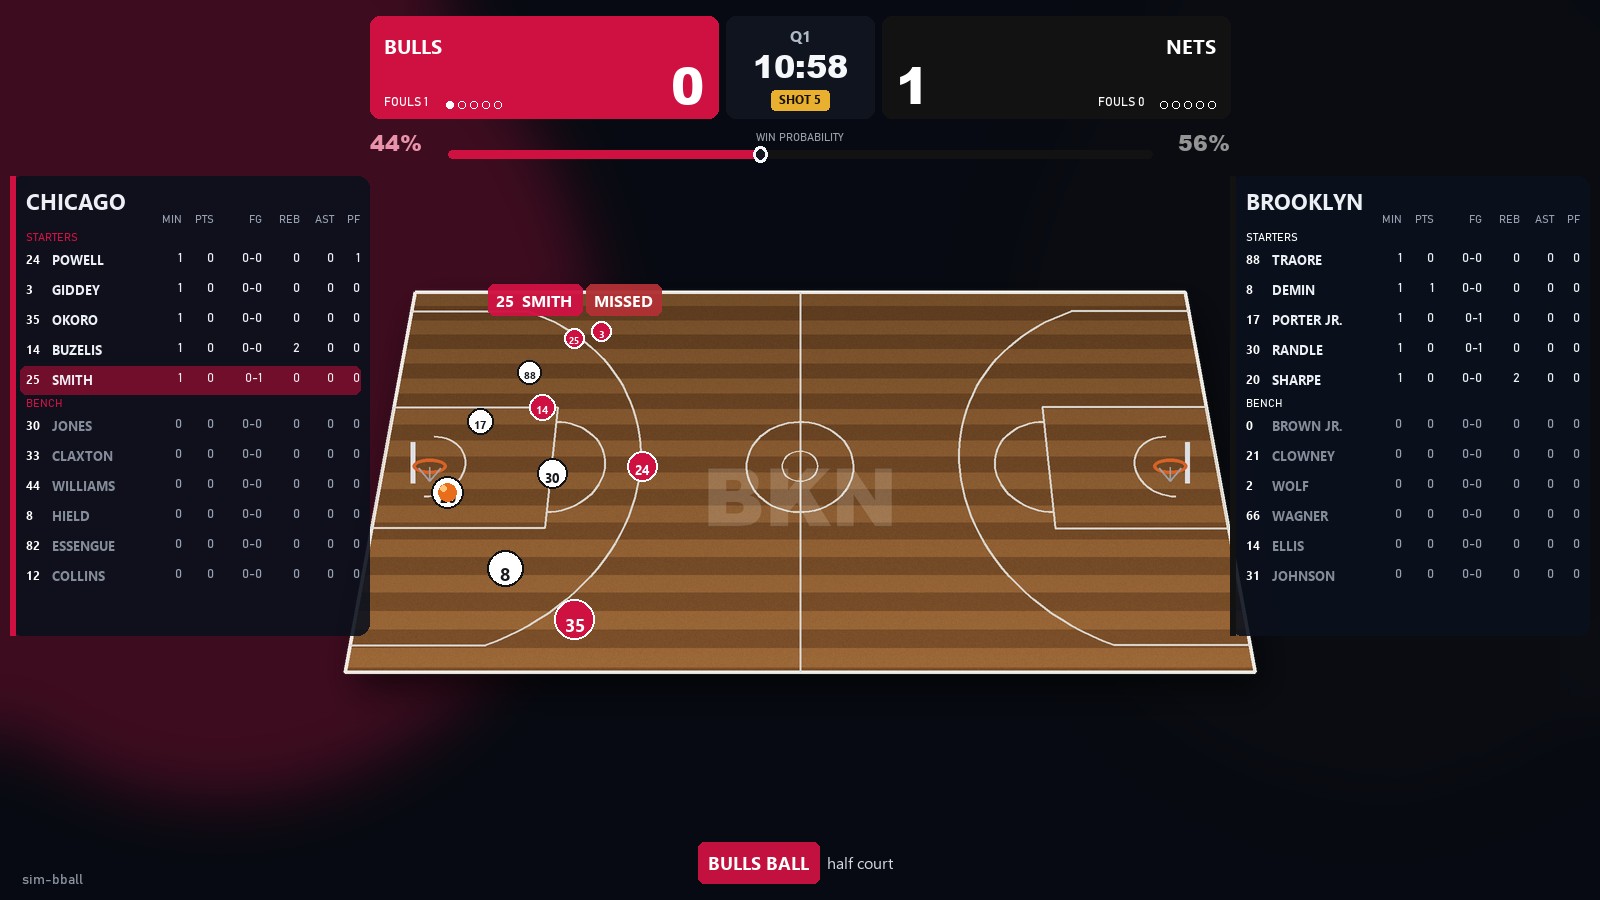 BULLS
0
FOULS 1
Q1
10:58
SHOT 5
NETS
1
FOULS 0
44%
WIN PROBABILITY
56%
CHICAGO
MIN PTS FG REB AST PF
STARTERS
24 POWELL 1 0 0-0 0 0 1
3 GIDDEY 1 0 0-0 0 0 0
35 OKORO 1 0 0-0 0 0 0
14 BUZELIS 1 0 0-0 2 0 0
25 SMITH 1 0 0-1 0 0 0
BENCH
30 JONES 0 0 0-0 0 0 0
33 CLAXTON 0 0 0-0 0 0 0
44 WILLIAMS 0 0 0-0 0 0 0
8 HIELD 0 0 0-0 0 0 0
82 ESSENGUE 0 0 0-0 0 0 0
12 COLLINS 0 0 0-0 0 0 0
25 SMITH MISSED
25
3
88
14
17
24
30
8
35
BKN
BROOKLYN
MIN PTS FG REB AST PF
STARTERS
88 TRAORE 1 0 0-0 0 0 0
8 DEMIN 1 1 0-0 0 0 0
17 PORTER JR. 1 0 0-1 0 0 0
30 RANDLE 1 0 0-1 0 0 0
20 SHARPE 1 0 0-0 2 0 0
BENCH
0 BROWN JR. 0 0 0-0 0 0 0
21 CLOWNEY 0 0 0-0 0 0 0
2 WOLF 0 0 0-0 0 0 0
66 WAGNER 0 0 0-0 0 0 0
14 ELLIS 0 0 0-0 0 0 0
31 JOHNSON 0 0 0-0 0 0 0
BULLS BALL half court
sim-bball